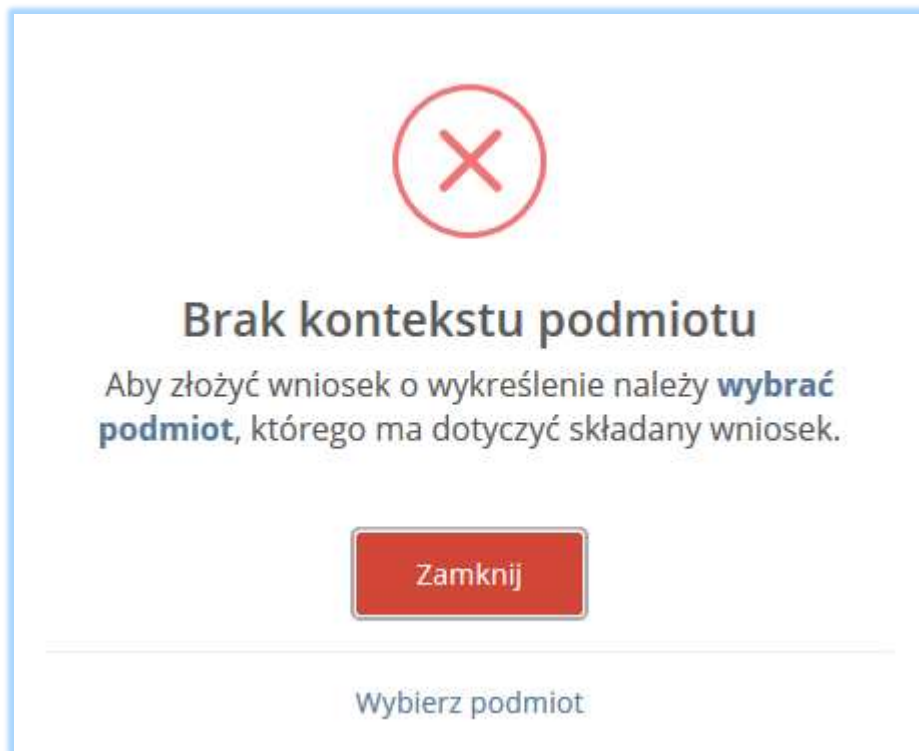 Brak kontekstu podmiotu
Aby złożyć wniosek o wykreślenie należy wybrać
podmiot, którego ma dotyczyć składany wniosek.
Zamknij
Wybierz podmiot